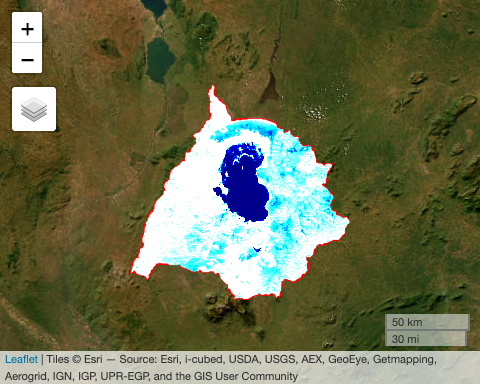 +
−
50 km
30 mi
Leaflet | Tiles © Esri — Source: Esri, i-cubed, USDA, USGS, AEX, GeoEye, Getmapping,
Aerogrid, IGN, IGP, UPR-EGP, and the GIS User Community